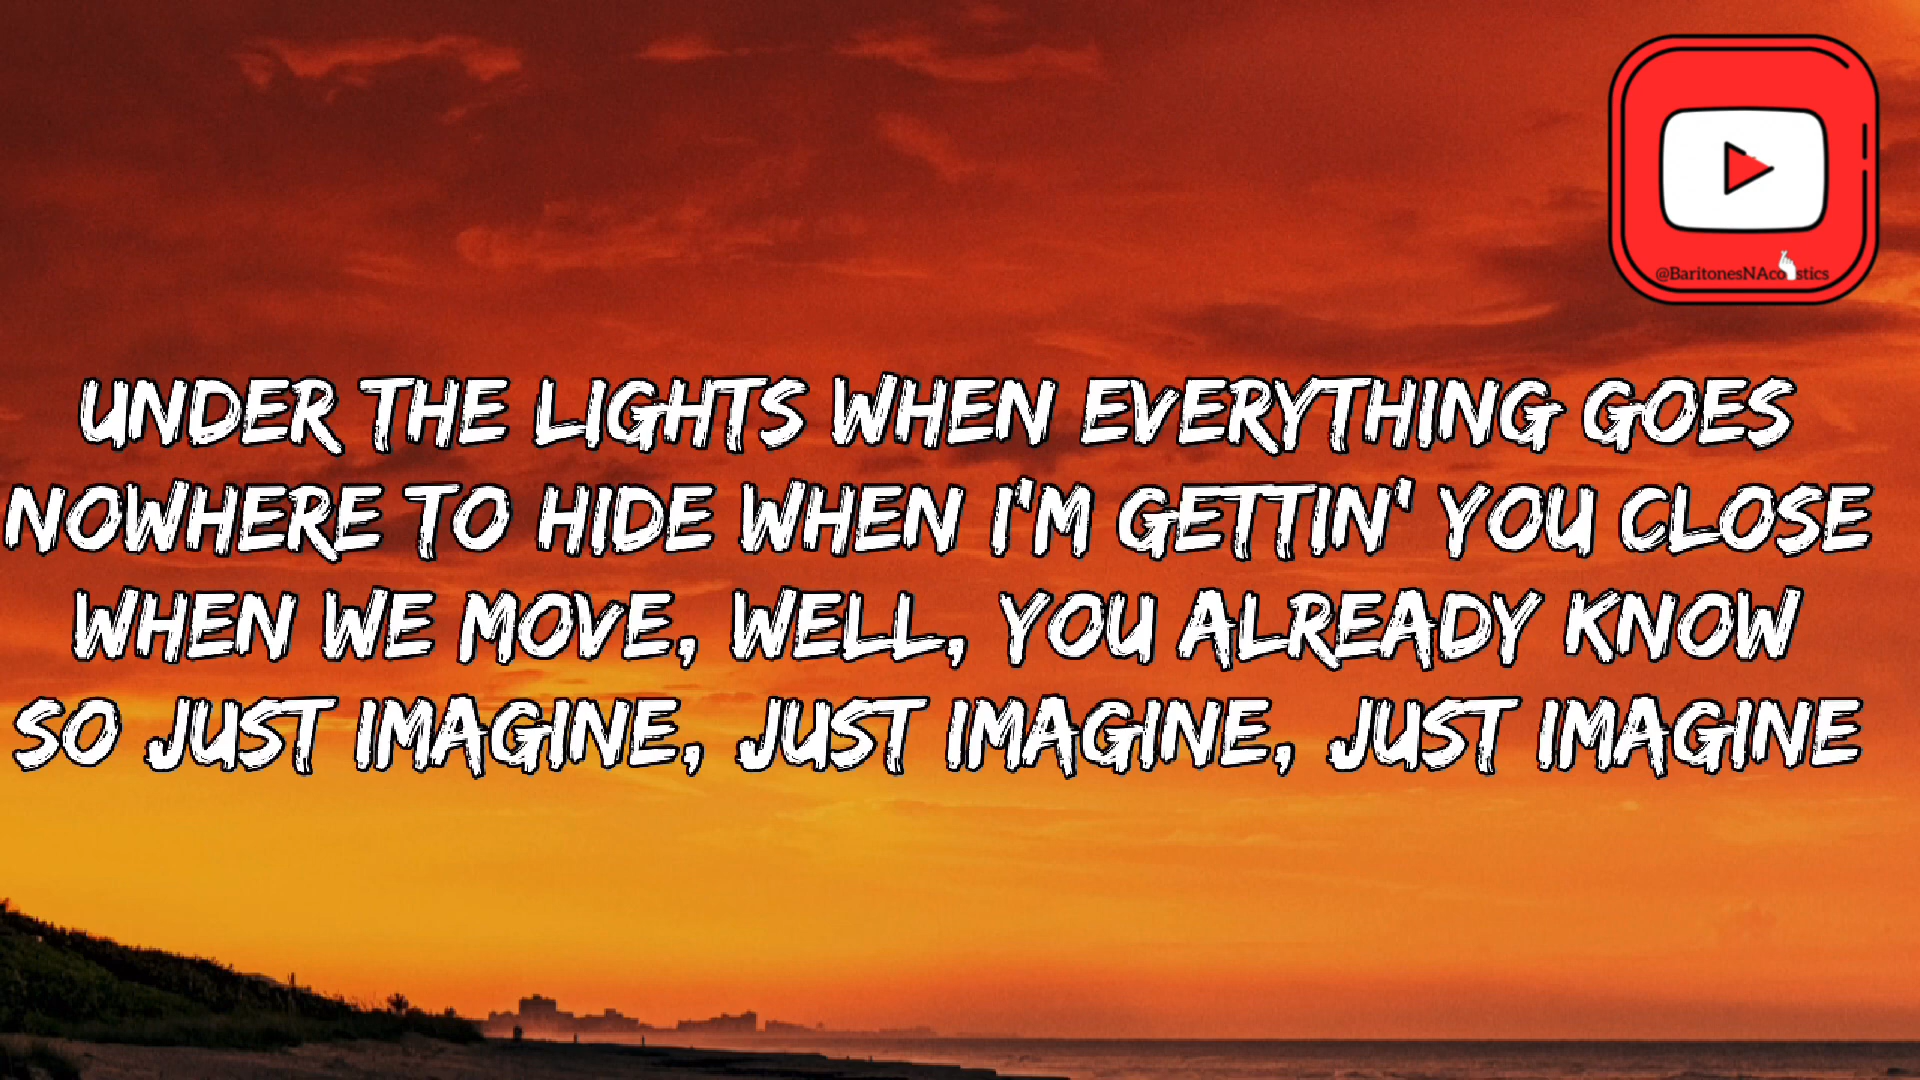 @BaritonesNAcoustics
UNDER THE LIGHTS WHEN EVERYTHING GOES
NOWHERE TO HIDE WHEN I'M GETTIN' YOU CLOSE
WHEN WE MOVE, WELL, YOU ALREADY KNOW
SO JUST IMAGINE, JUST IMAGINE, JUST IMAGINE